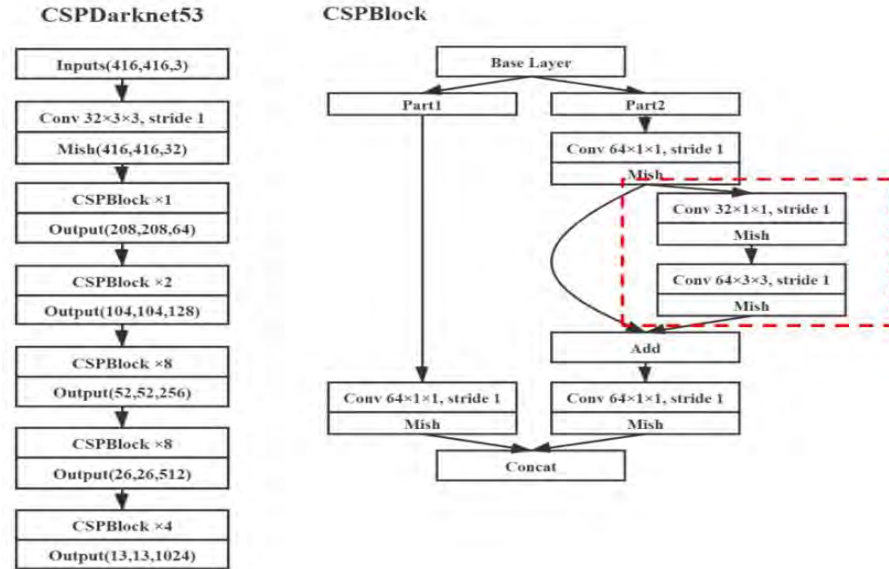 CSPDarknet53
Inputs(416,416,3)
Conv 32×3×3, stride 1
Mish(416,416,32)
CSPBlock ×1
Output(208,208,64)
CSPBlock ×2
Output(104,104,128)
CSPBlock ×8
Output(52,52,256)
CSPBlock ×8
Output(26,26,512)
CSPBlock ×4
Output(13,13,1024)
CSPBlock
Base Layer
Part1
Part2
Conv 64×1×1, stride 1
Mish
Conv 32×1×1, stride 1
Mish
Conv 64×3×3, stride 1
Mish
Add
Conv 64×1×1, stride 1
Mish
Conv 64×1×1, stride 1
Mish
Concat